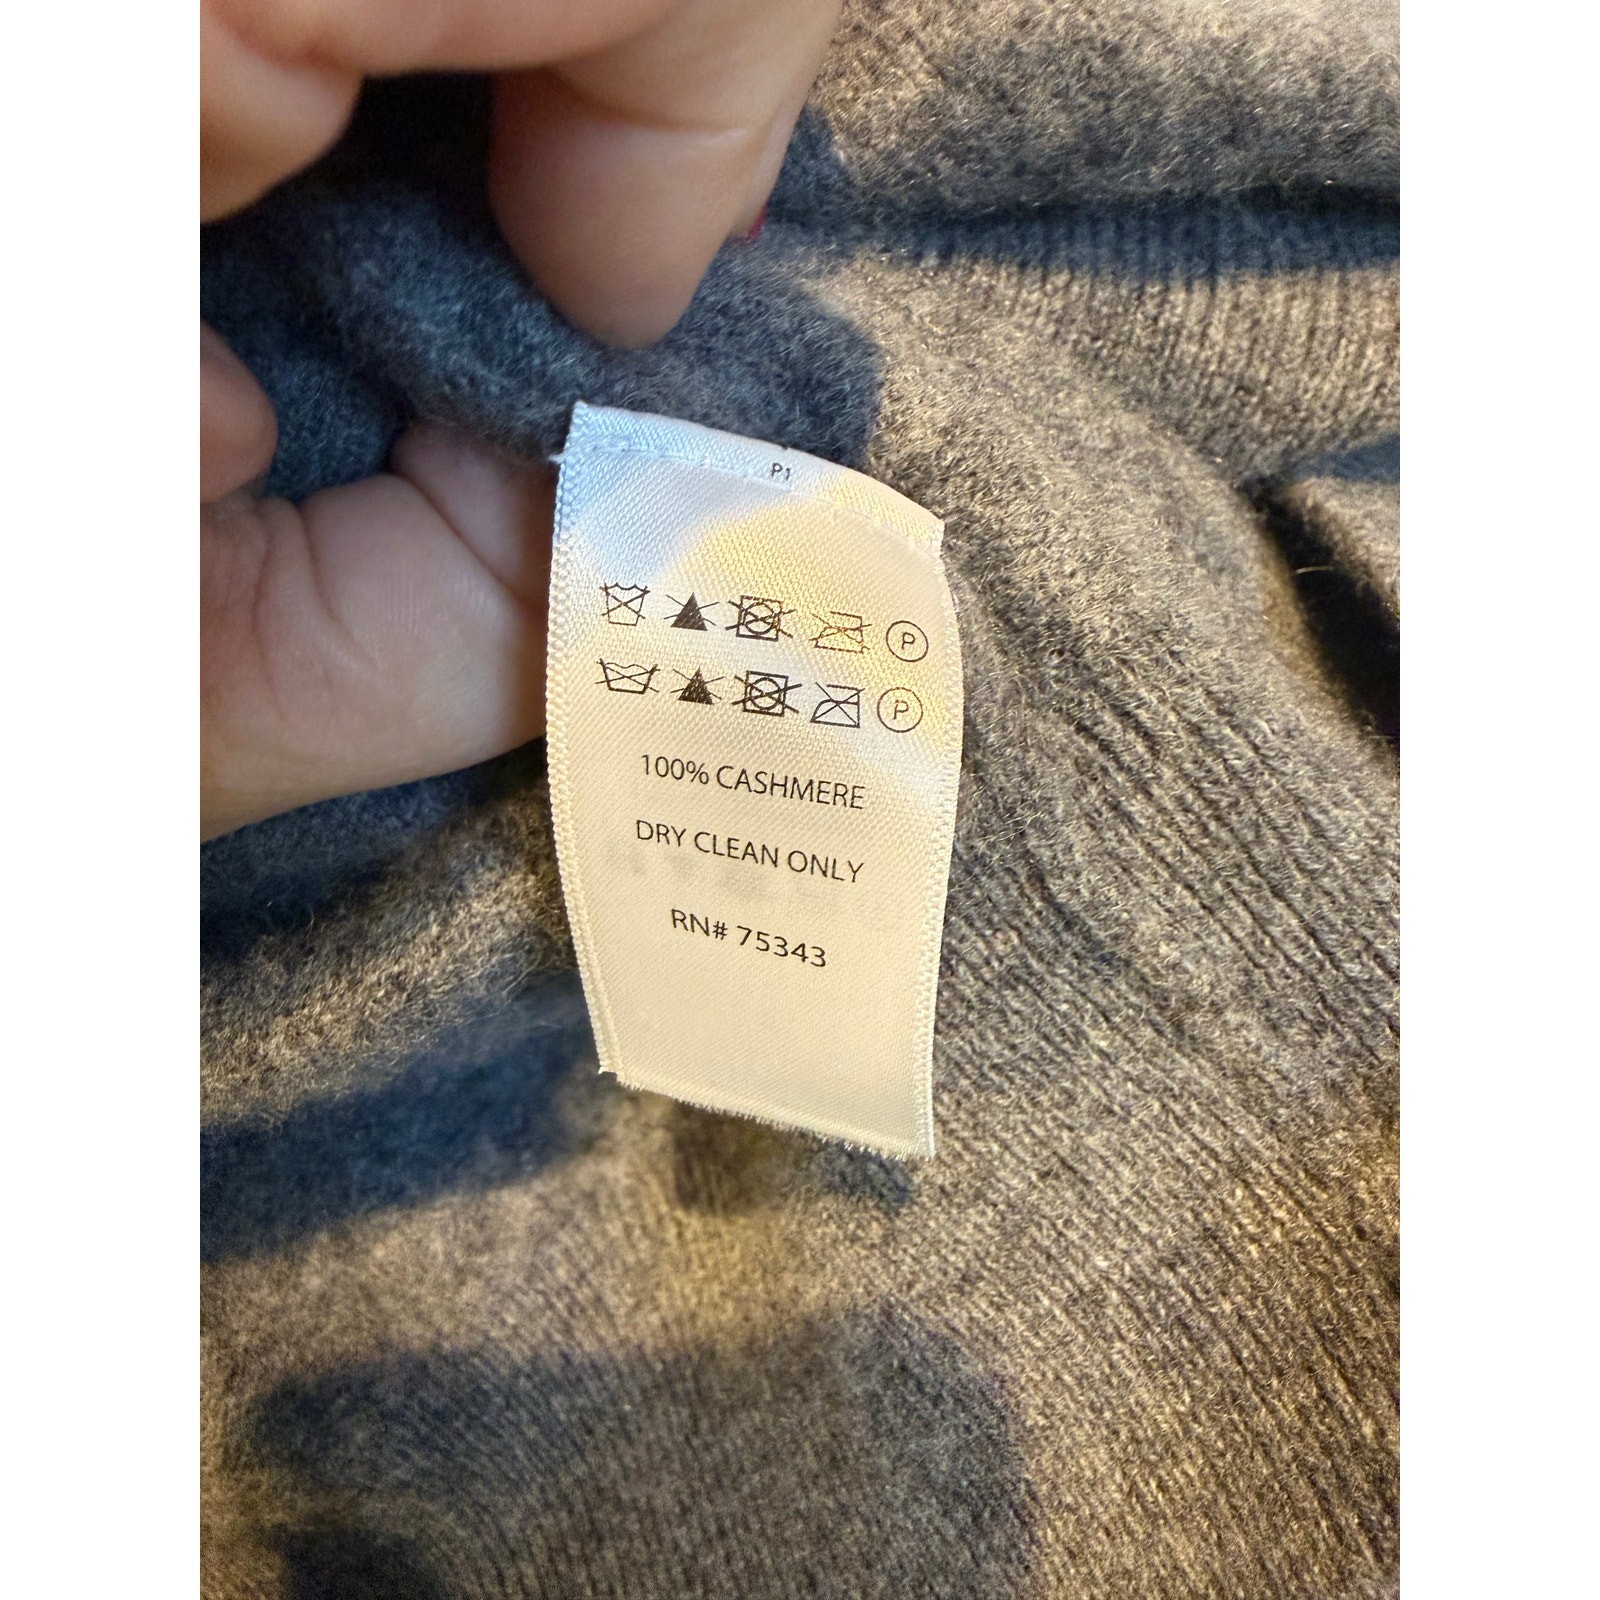 P1
P
P
100% CASHMERE
DRY CLEAN ONLY
RN# 75343